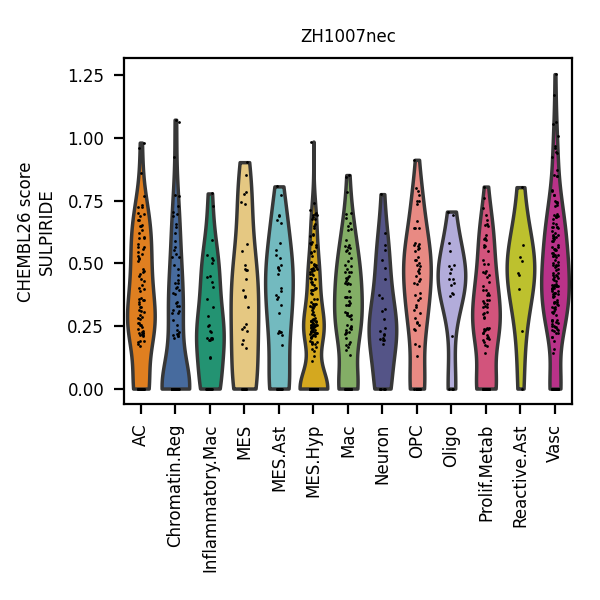 ZH1007nec
CHEMBL26 score
SULPIRIDE
1.25
1.00
0.75
0.50
0.25
0.00
AC
Chromatin.Reg
Inflammatory.Mac
MES
MES.Ast
MES.Hyp
Mac
Neuron
OPC
Oligo
Prolif.Metab
Reactive.Ast
Vasc